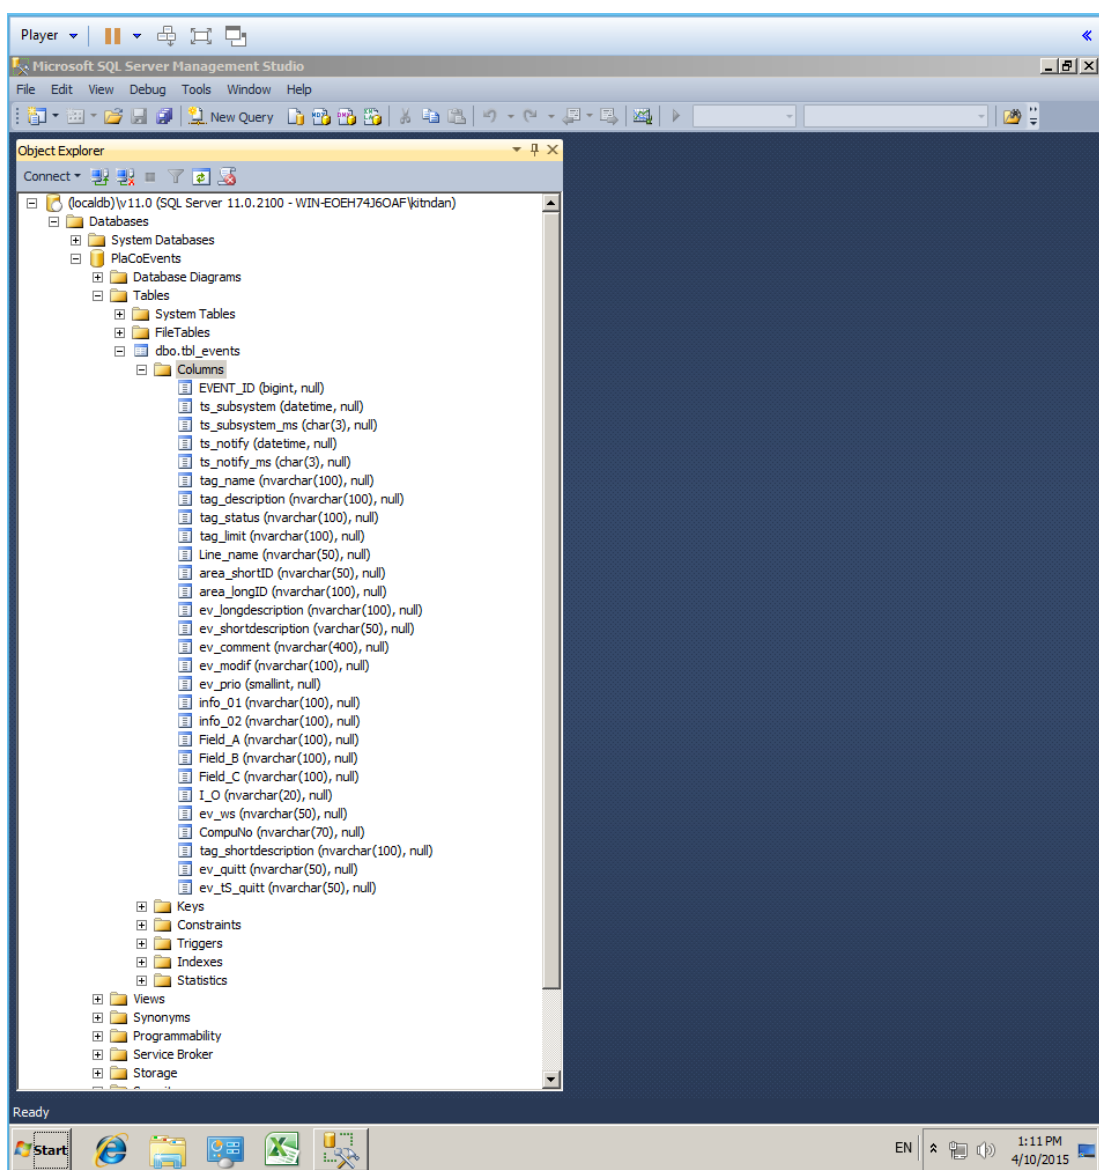 Player
Microsoft SQL Server Management Studio
File Edit View Debug Tools Window Help
New Query
Object Explorer
Connect
(localdb)\v11.0 (SQL Server 11.0.2100 - WIN-EOEH74J6OAF\kitndan)
Databases
System Databases
PlaCoEvents
Database Diagrams
Tables
System Tables
FileTables
dbo.tbl_events
Columns
EVENT_ID (bigint, null)
ts_subsystem (datetime, null)
ts_subsystem_ms (char(3), null)
ts_notify (datetime, null)
ts_notify_ms (char(3), null)
tag_name (nvarchar(100), null)
tag_description (nvarchar(100), null)
tag_status (nvarchar(100), null)
tag_limit (nvarchar(100), null)
Line_name (nvarchar(50), null)
area_shortID (nvarchar(50), null)
area_longID (nvarchar(100), null)
ev_longdescription (nvarchar(100), null)
ev_shortdescription (varchar(50), null)
ev_comment (nvarchar(400), null)
ev_modif (nvarchar(100), null)
ev_prio (smallint, null)
info_01 (nvarchar(100), null)
info_02 (nvarchar(100), null)
Field_A (nvarchar(100), null)
Field_B (nvarchar(100), null)
Field_C (nvarchar(100), null)
I_O (nvarchar(20), null)
ev_ws (nvarchar(50), null)
CompuNo (nvarchar(70), null)
tag_shortdescription (nvarchar(100), null)
ev_quitt (nvarchar(50), null)
ev_tS_quitt (nvarchar(50), null)
Keys
Constraints
Triggers
Indexes
Statistics
Views
Synonyms
Programmability
Service Broker
Storage
Ready
Start
EN
1:11 PM
4/10/2015